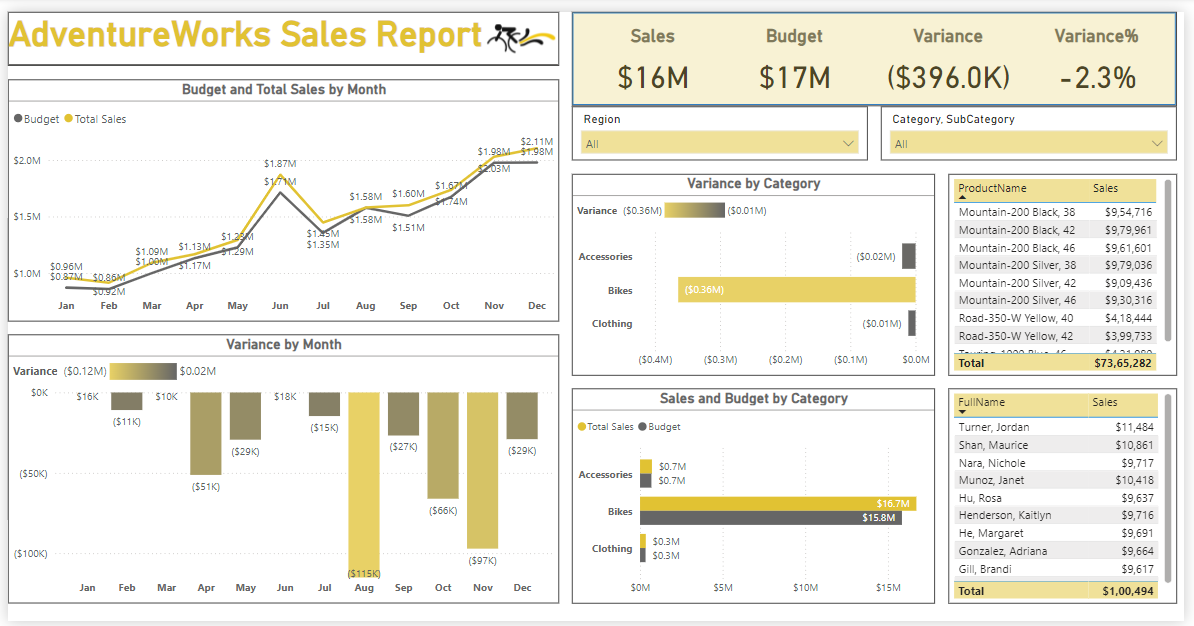 AdventureWorks Sales Report
Sales Budget Variance Variance%
$16M $17M ($396.0K) -2.3%
Region
All
Category, SubCategory
All
Budget and Total Sales by Month
Budget Total Sales
$2.0M
$1.5M
$1.0M
$0.96M
$0.87M
$0.86M
$0.92M
$1.09M
$1.00M
$1.13M
$1.17M
$1.29M
$1.87M
$1.71M
$1.35M
$1.58M
$1.58M
$1.60M
$1.51M
$1.67M
$1.74M
$1.98M
$2.03M
$2.11M
$1.98M
Jan Feb Mar Apr May Jun Jul Aug Sep Oct Nov Dec
Variance by Month
Variance ($0.12M) $0.02M
$0K
($50K)
($100K)
$16K
($11K)
$10K
($51K)
($29K)
$18K
($15K)
($115K)
($27K)
($66K)
($97K)
($29K)
Jan Feb Mar Apr May Jun Jul Aug Sep Oct Nov Dec
Variance by Category
Variance ($0.36M) ($0.01M)
Accessories ($0.02M)
Bikes ($0.36M)
Clothing ($0.01M)
($0.4M) ($0.3M) ($0.2M) ($0.1M) $0.0M
Sales and Budget by Category
Total Sales Budget
Accessories $0.7M
$0.7M
Bikes $16.7M
$15.8M
Clothing $0.3M
$0.3M
$0M $5M $10M $15M
ProductName Sales
Mountain-200 Black, 38 $9,54,716
Mountain-200 Black, 42 $9,79,961
Mountain-200 Black, 46 $9,61,601
Mountain-200 Silver, 38 $9,79,036
Mountain-200 Silver, 42 $9,09,436
Mountain-200 Silver, 46 $9,30,316
Road-350-W Yellow, 40 $4,18,444
Road-350-W Yellow, 42 $3,99,733
Total $73,65,282
FullName Sales
Turner, Jordan $11,484
Shan, Maurice $10,861
Nara, Nichole $9,717
Munoz, Janet $10,418
Hu, Rosa $9,637
Henderson, Kaitlyn $9,716
He, Margaret $9,691
Gonzalez, Adriana $9,664
Gill, Brandi $9,617
Total $1,00,494